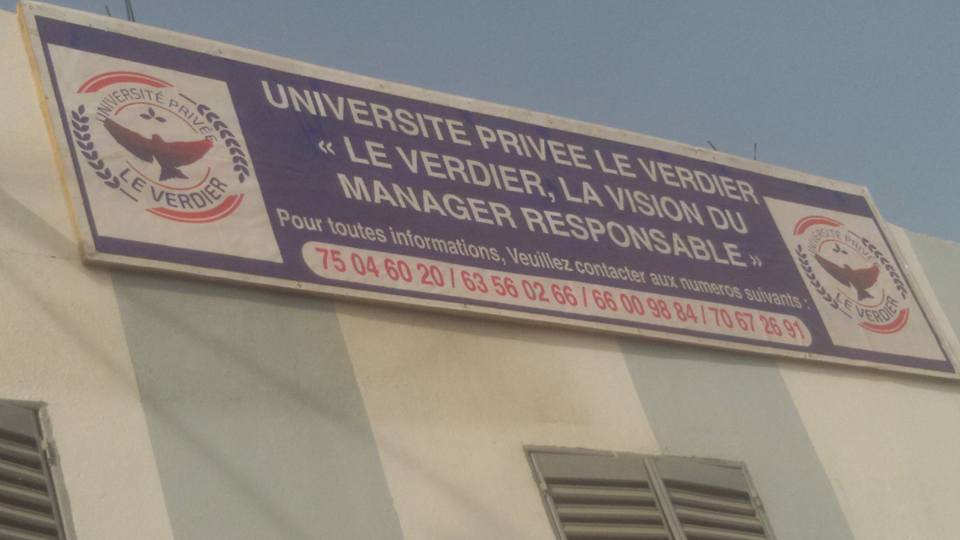 UNIVERSITÉ PRIVÉE
LE VERDIER
UNIVERSITE PRIVEE LE VERDIER
« LE VERDIER, LA VISION DU
MANAGER RESPONSABLE »
Pour toutes informations, Veuillez contacter aux numeros suivants :
75 04 60 20 / 63 56 02 66 / 66 00 98 84 / 70 67 26 91
UNIVERSITÉ PRIVÉE
LE VERDIER